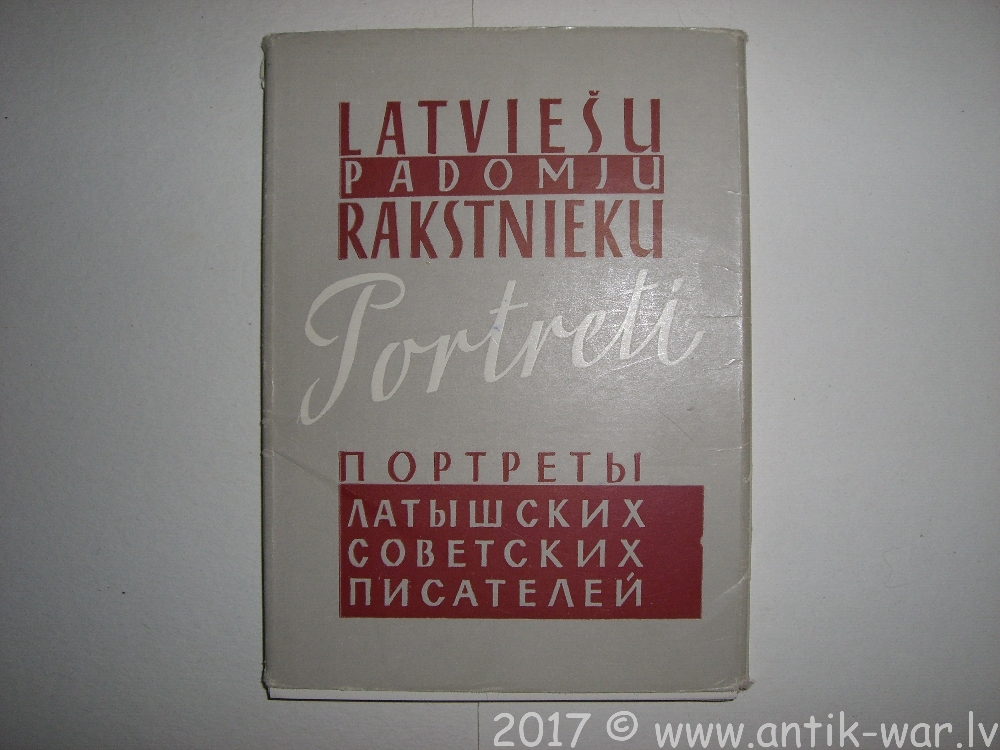 LATVIEŠU
PADOMJU
RAKSTNIEKU
Portreti
ПОРТРЕТЫ
ЛАТЫШСКИХ
СОВЕТСКИХ
ПИСАТЕЛЕЙ
2017 © www.antik-war.lv